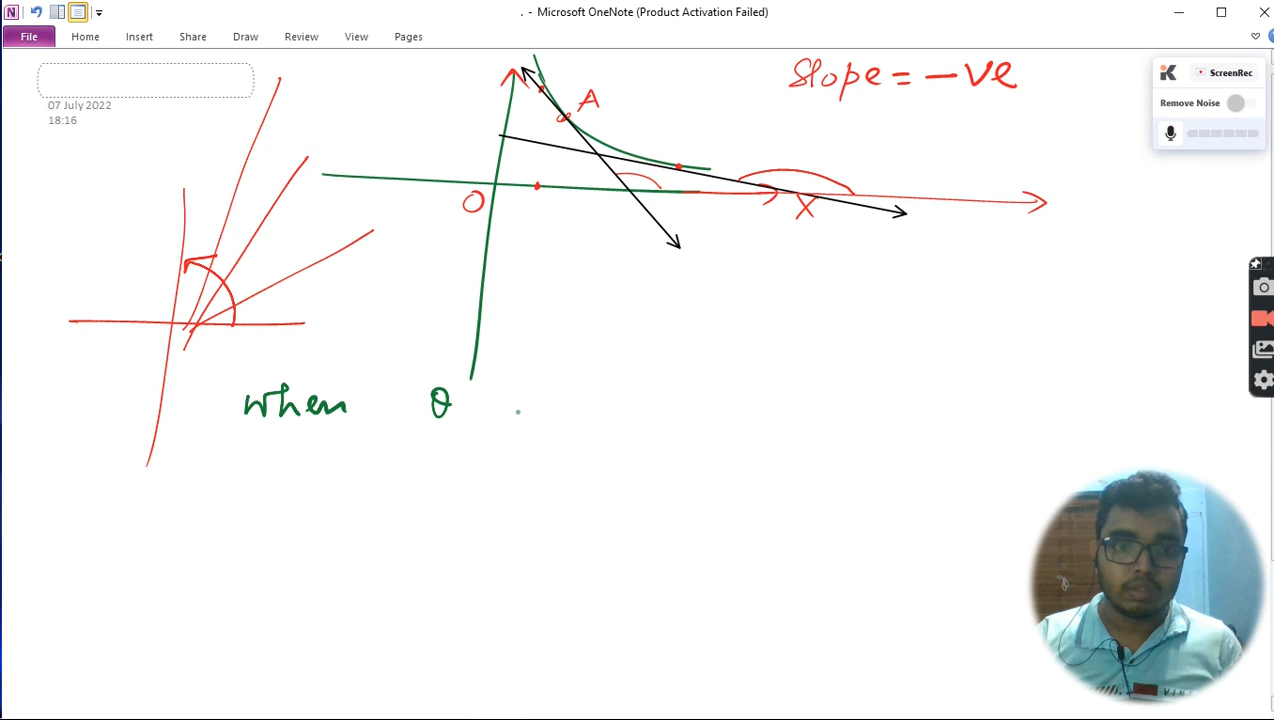 . - Microsoft OneNote (Product Activation Failed)
File Home Insert Share Draw Review View Pages
07 July 2022
18:16
ScreenRec
Remove Noise
Slope = -ve
A
O
X
when θ